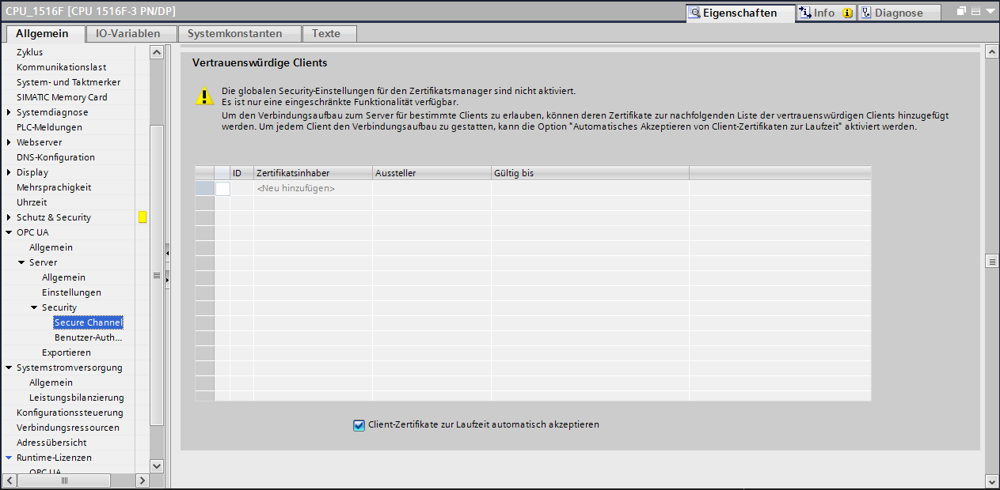 CPU_1516F [CPU 1516F-3 PN/DP]
Eigenschaften
Info
Diagnose
Allgemein
IO-Variablen
Systemkonstanten
Texte
Zyklus
Kommunikationslast
System- und Taktmerker
SIMATIC Memory Card
Systemdiagnose
PLC-Meldungen
Webserver
DNS-Konfiguration
Display
Mehrsprachigkeit
Uhrzeit
Schutz & Security
OPC UA
Allgemein
Server
Allgemein
Einstellungen
Security
Secure Channel
Benutzer-Auth...
Exportieren
Systemstromversorgung
Allgemein
Leistungsbilanzierung
Konfigurationssteuerung
Verbindungsressourcen
Adressübersicht
Runtime-Lizenzen
OPC UA
Vertrauenswürdige Clients
Die globalen Security-Einstellungen für den Zertifikatsmanager sind nicht aktiviert.
Es ist nur eine eingeschränkte Funktionalität verfügbar.
Um den Verbindungsaufbau zum Server für bestimmte Clients zu erlauben, können deren Zertifikate zur nachfolgenden Liste der vertrauenswürdigen Clients hinzugefügt
werden. Um jedem Client den Verbindungsaufbau zu gestatten, kann die Option "Automatisches Akzeptieren von Client-Zertifikaten zur Laufzeit" aktiviert werden.
ID Zertifikatsinhaber Aussteller Gültig bis
<Neu hinzufügen>
Client-Zertifikate zur Laufzeit automatisch akzeptieren